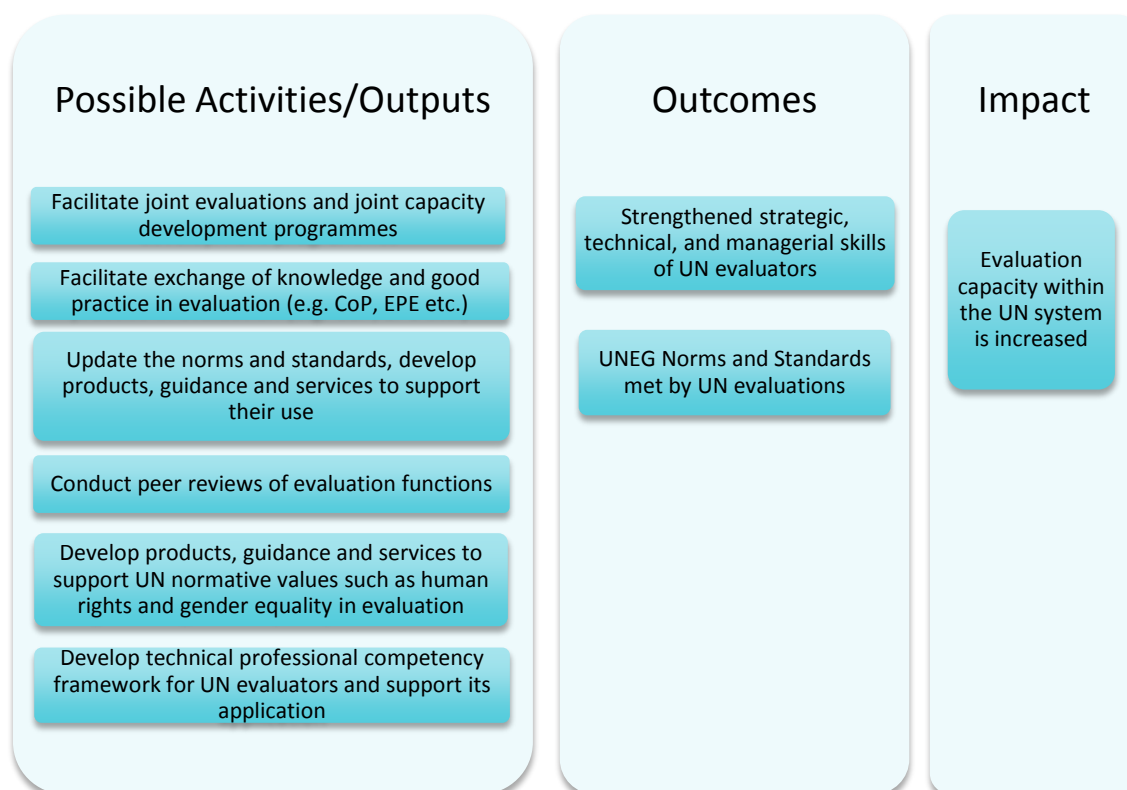 Possible Activities/Outputs
Facilitate joint evaluations and joint capacity
development programmes
Facilitate exchange of knowledge and good
practice in evaluation (e.g. CoP, EPE etc.)
Update the norms and standards, develop
products, guidance and services to support
their use
Conduct peer reviews of evaluation functions
Develop products, guidance and services to
support UN normative values such as human
rights and gender equality in evaluation
Develop technical professional competency
framework for UN evaluators and support its
application
Outcomes
Strengthened strategic,
technical, and managerial skills
of UN evaluators
UNEG Norms and Standards
met by UN evaluations
Impact
Evaluation
capacity within
the UN system
is increased